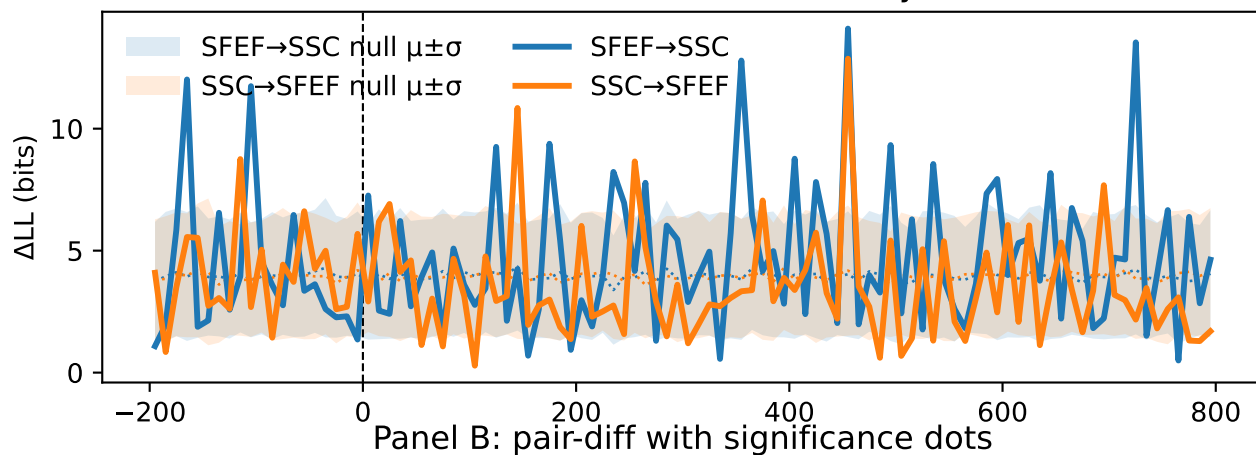 SFEF→SSC null μ±σ
SSC→SFEF null μ±σ
SFEF→SSC
SSC→SFEF
ΔLL (bits)
10
5
0
−200 0 200 400 600 800
Panel B: pair-diff with significance dots